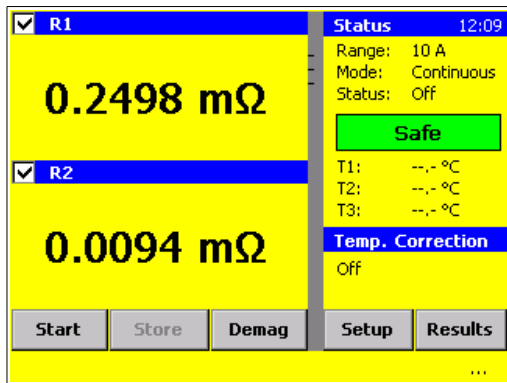 R1
0.2498 mΩ
R2
0.0094 mΩ
Status 12:09
Range: 10 A
Mode: Continuous
Status: Off
Safe
T1: --.- °C
T2: --.- °C
T3: --.- °C
Temp. Correction
Off
Start Store Demag Setup Results
...